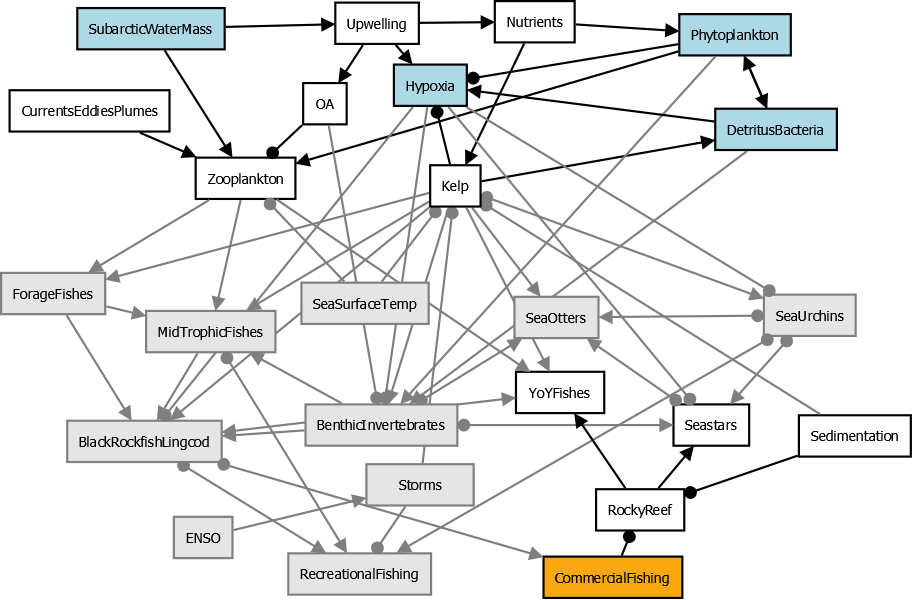 SubarcticWaterMass
Upwelling
Nutrients
Phytoplankton
Hypoxia
OA
CurrentsEddiesPlumes
DetritusBacteria
Zooplankton
Kelp
ForageFishes
SeaSurfaceTemp
SeaOtters
SeaUrchins
MidTrophicFishes
YoYFishes
BlackRockfishLingcod
BenthicInvertebrates
Seastars
Sedimentation
Storms
RockyReef
ENSO
RecreationalFishing
CommercialFishing